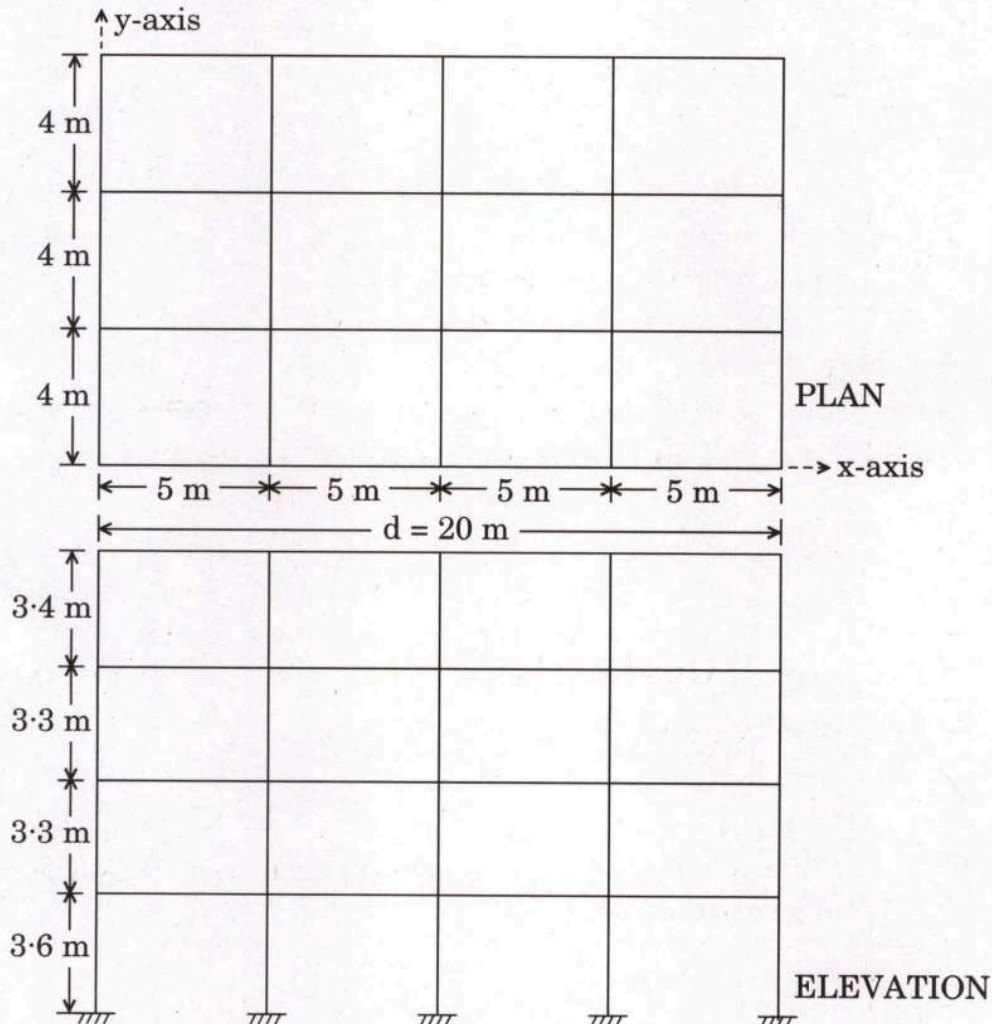 y-axis
4 m
4 m
4 m
PLAN
x-axis
5 m 5 m 5 m 5 m
d = 20 m
3·4 m
3·3 m
3·3 m
3·6 m
ELEVATION